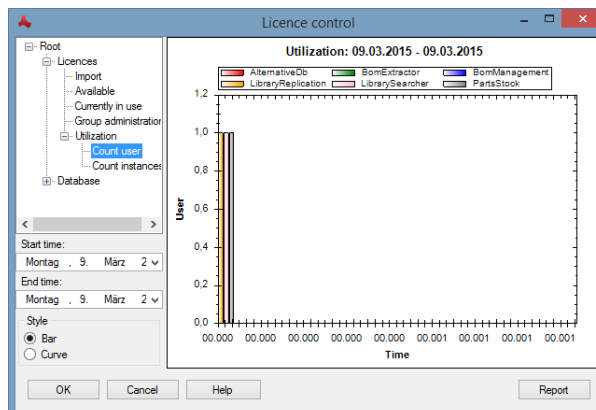 Licence control
Root
Licences
Import
Available
Currently in use
Group administration
Utilization
Count user
Count instances
Database
Start time:
Montag , 9. März 2
End time:
Montag , 9. März 2
Style
Bar
Curve
Utilization: 09.03.2015 - 09.03.2015
AlternativeDb BomExtractor BomManagement
LibraryReplication LibrarySearcher PartsStock
1,2
1,0
0,8
0,6
0,4
0,2
0,0
User
00.000 00.000 00.000 00.000 00.000 00.001 00.001 00.001 00.001
Time
OK Cancel Help Report